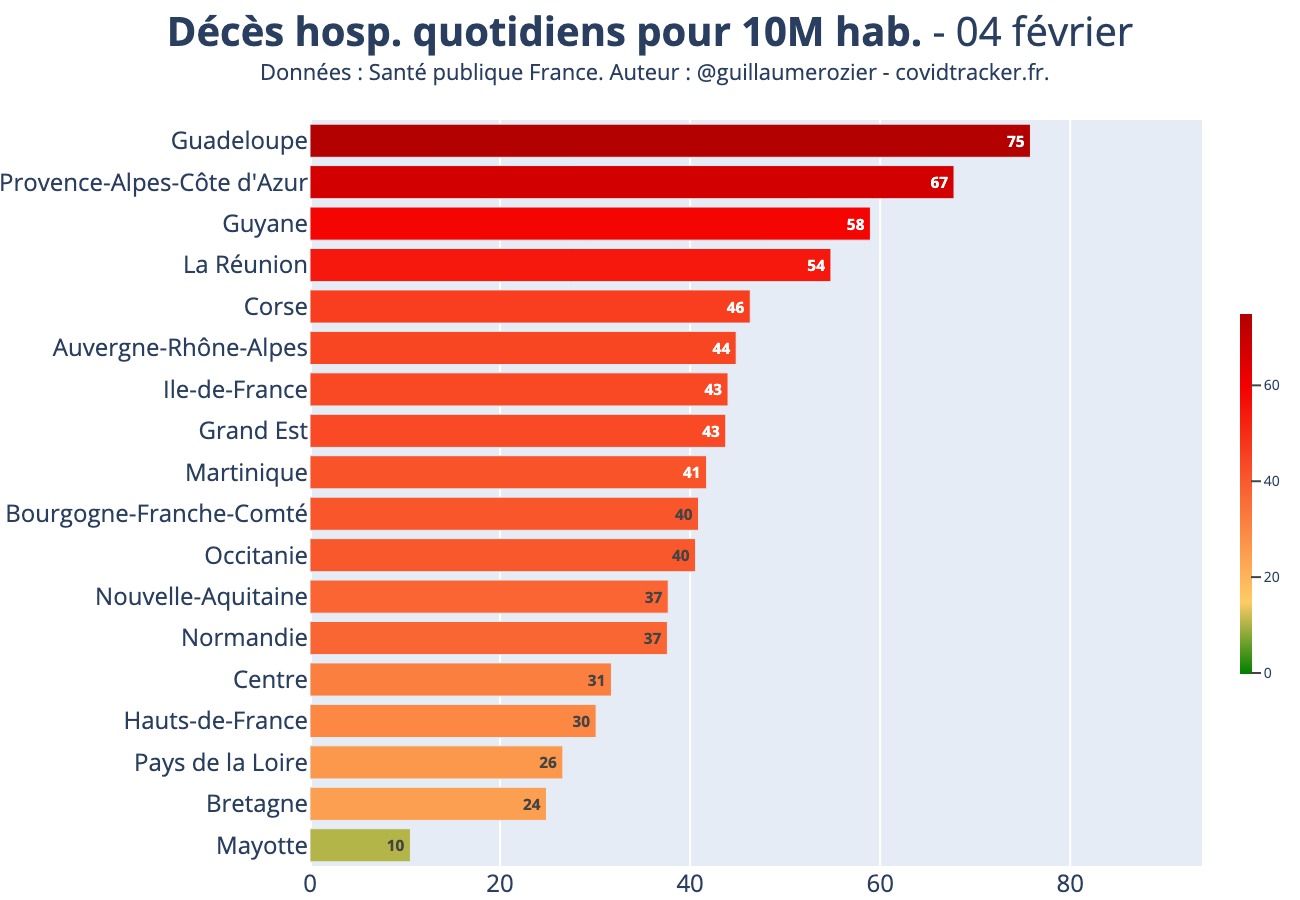 Décès hosp. quotidiens pour 10M hab. - 04 février
Données : Santé publique France. Auteur : @guillaumerozier - covidtracker.fr.
Guadeloupe 75
Provence-Alpes-Côte d'Azur 67
Guyane 58
La Réunion 54
Corse 46
Auvergne-Rhône-Alpes 44
Ile-de-France 43
Grand Est 43
Martinique 41
Bourgogne-Franche-Comté 40
Occitanie 40
Nouvelle-Aquitaine 37
Normandie 37
Centre 31
Hauts-de-France 30
Pays de la Loire 26
Bretagne 24
Mayotte 10
0 20 40 60 80
60
40
20
0